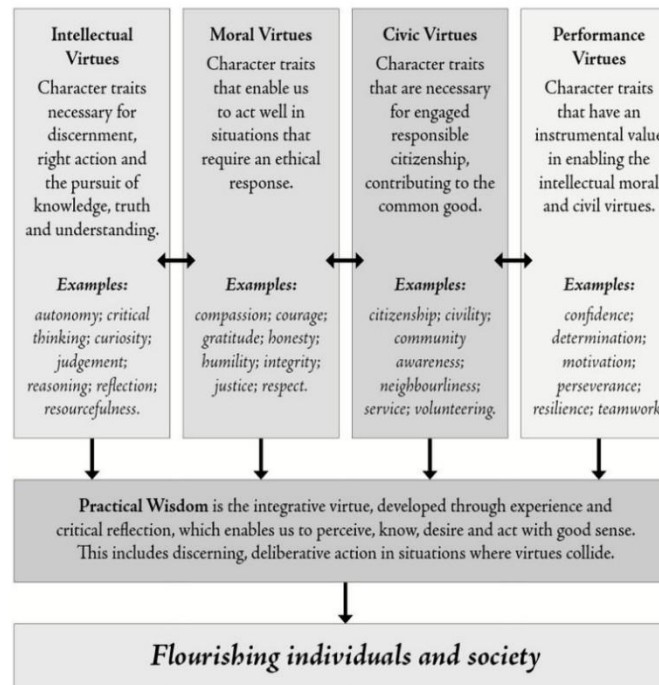 Intellectual
Virtues
Character traits
necessary for
discernment,
right action and
the pursuit of
knowledge, truth
and understanding.
Examples:
autonomy; critical
thinking; curiosity;
judgement;
reasoning; reflection;
resourcefulness.
Moral Virtues
Character traits
that enable us
to act well in
situations that
require an ethical
response.
Examples:
compassion; courage;
gratitude; honesty;
humility; integrity;
justice; respect.
Civic Virtues
Character traits
that are necessary
for engaged
responsible
citizenship,
contributing to the
common good.
Examples:
citizenship; civility;
community
awareness;
neighbourliness;
service; volunteering.
Performance
Virtues
Character traits
that have an
instrumental value
in enabling the
intellectual moral
and civil virtues.
Examples:
confidence;
determination;
motivation;
perseverance;
resilience; teamwork
Practical Wisdom is the integrative virtue, developed through experience and
critical reflection, which enables us to perceive, know, desire and act with good sense.
This includes discerning, deliberative action in situations where virtues collide.
Flourishing individuals and society